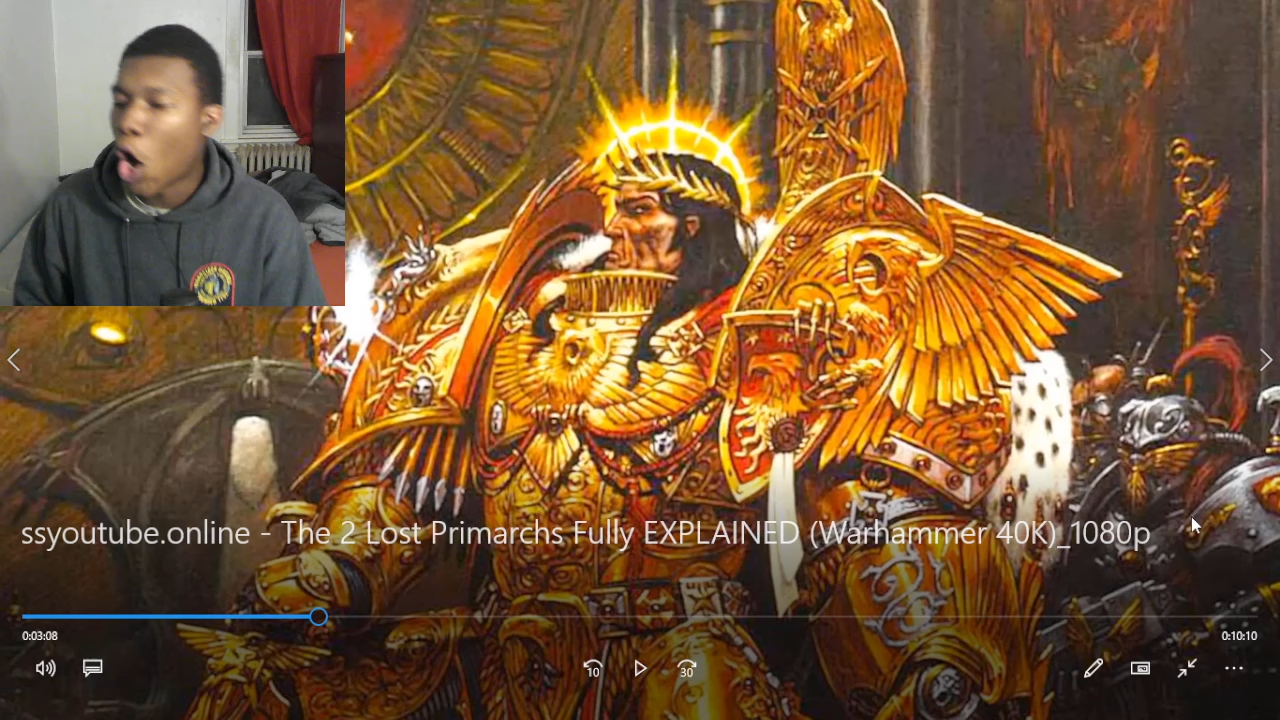 ssyoutube.online - The 2 Lost Primarchs Fully EXPLAINED (Warhammer 40K)_1080p
0:03:08
0:10:10
10
30